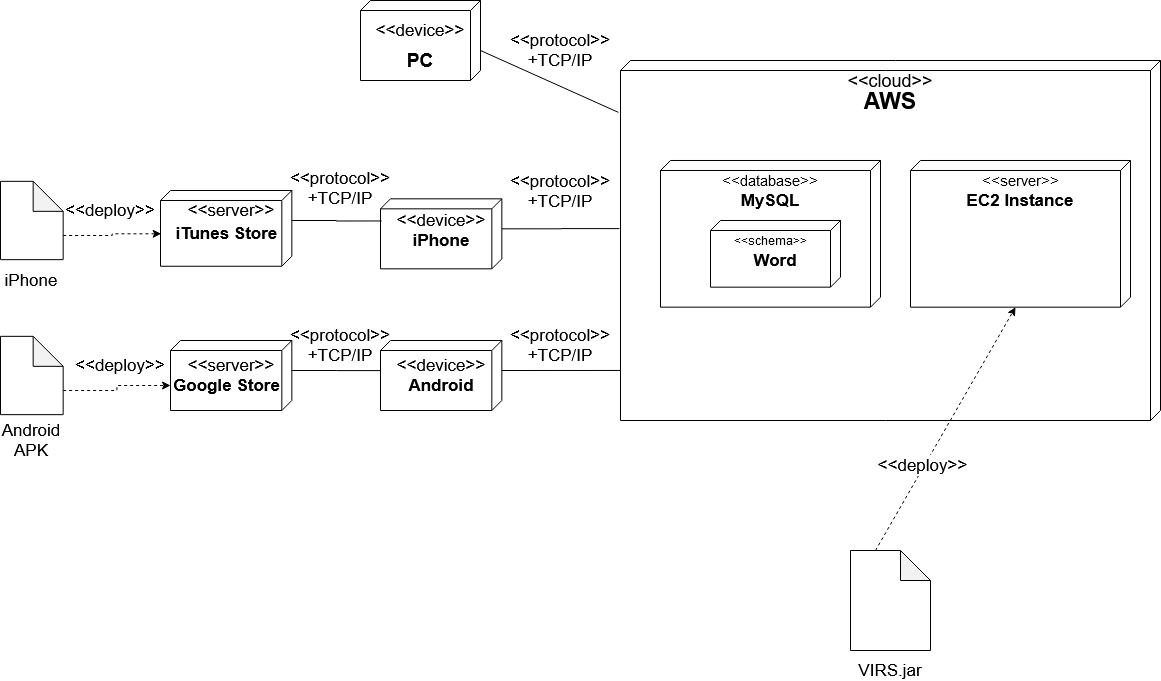 <<device>>
PC
<<protocol>>
+TCP/IP
<<cloud>>
AWS
<<database>>
MySQL
<<schema>>
Word
<<server>>
EC2 Instance
<<deploy>>
<<server>>
iTunes Store
<<protocol>>
+TCP/IP
<<device>>
iPhone
<<protocol>>
+TCP/IP
iPhone
<<deploy>>
<<server>>
Google Store
<<protocol>>
+TCP/IP
<<device>>
Android
<<protocol>>
+TCP/IP
Android
APK
<<deploy>>
VIRS.jar